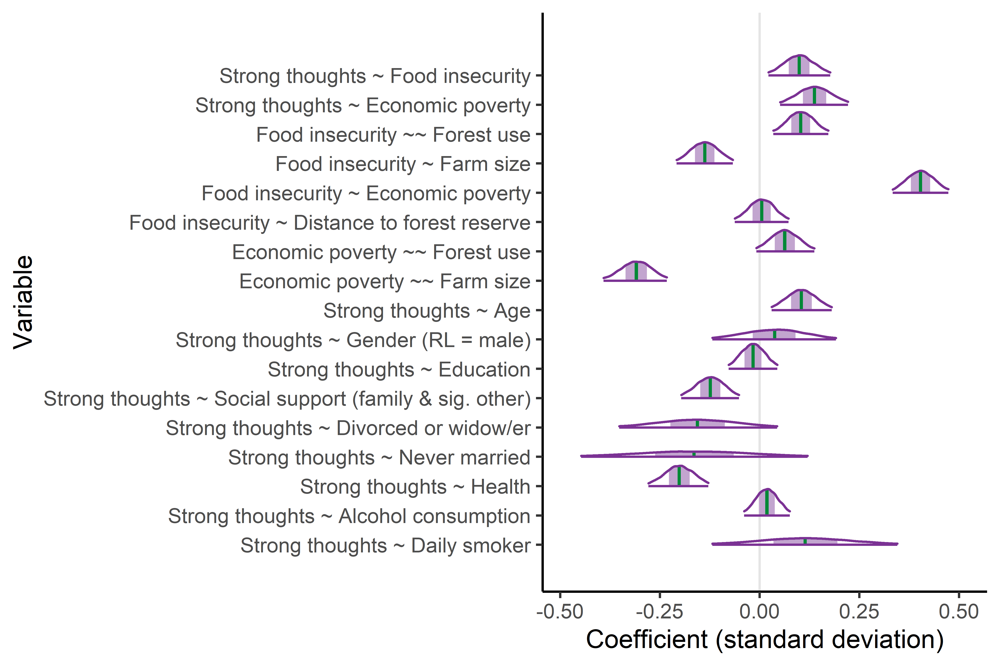 Variable
Strong thoughts ~ Food insecurity
Strong thoughts ~ Economic poverty
Food insecurity ~~ Forest use
Food insecurity ~ Farm size
Food insecurity ~ Economic poverty
Food insecurity ~ Distance to forest reserve
Economic poverty ~~ Forest use
Economic poverty ~~ Farm size
Strong thoughts ~ Age
Strong thoughts ~ Gender (RL = male)
Strong thoughts ~ Education
Strong thoughts ~ Social support (family & sig. other)
Strong thoughts ~ Divorced or widow/er
Strong thoughts ~ Never married
Strong thoughts ~ Health
Strong thoughts ~ Alcohol consumption
Strong thoughts ~ Daily smoker
-0.50 -0.25 0.00 0.25 0.50
Coefficient (standard deviation)